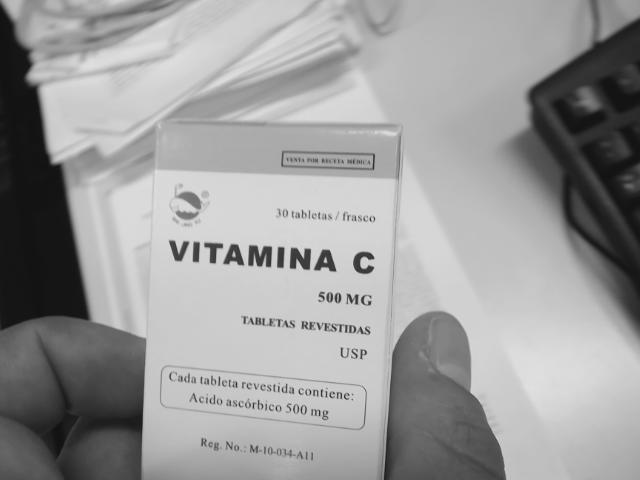 VENTA POR RECETA MÉDICA
30 tabletas / frasco
VITAMINA C
500 MG
TABLETAS REVESTIDAS
USP
Cada tableta revestida contiene:
Acido ascórbico 500 mg
Reg. No.: M-10-034-A11